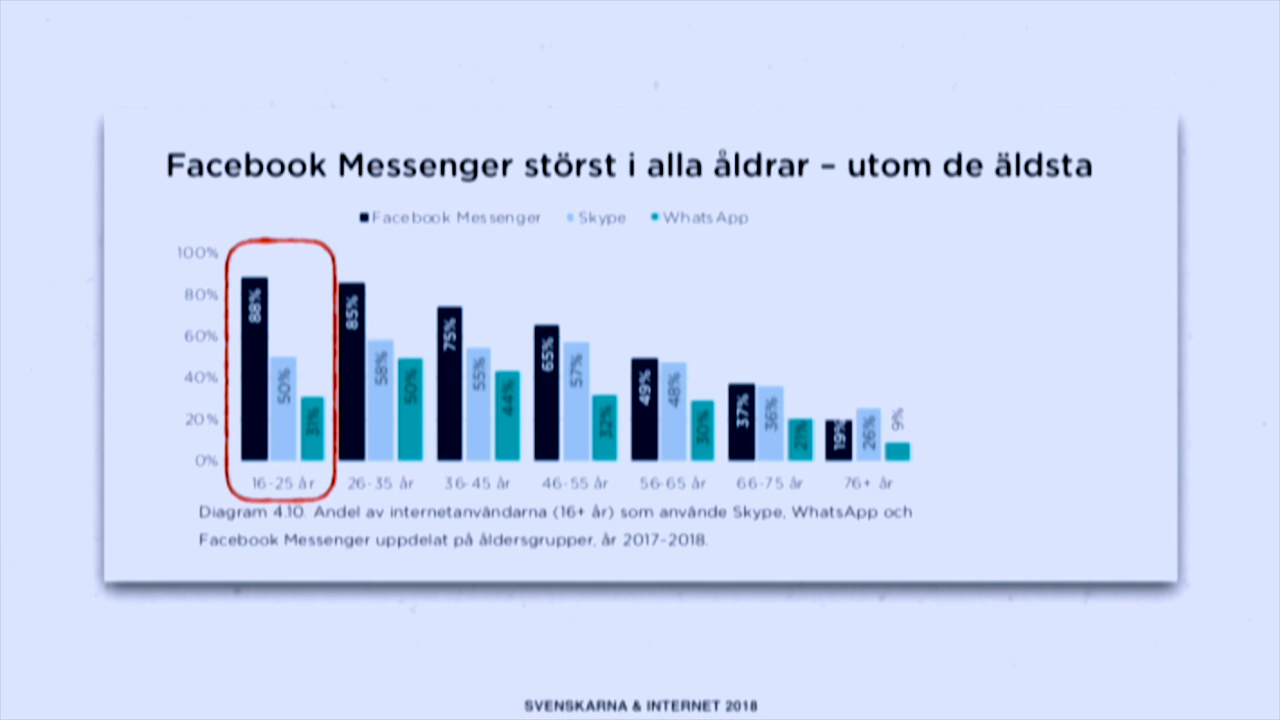 Facebook Messenger störst i alla åldrar – utom de äldsta
Facebook Messenger Skype WhatsApp
100%
80%
60%
40%
20%
0%
88% 50% 31%
85% 58% 50%
75% 55% 44%
65% 57% 32%
49% 48% 30%
37% 36% 21%
19% 26% 9%
16-25 år 26-35 år 36-45 år 46-55 år 56-65 år 66-75 år 76+ år
Diagram 4.10. Andel av internetanvändarna (16+ år) som använde Skype, WhatsApp och
Facebook Messenger uppdelat på åldersgrupper, år 2017-2018.
SVENSKARNA & INTERNET 2018